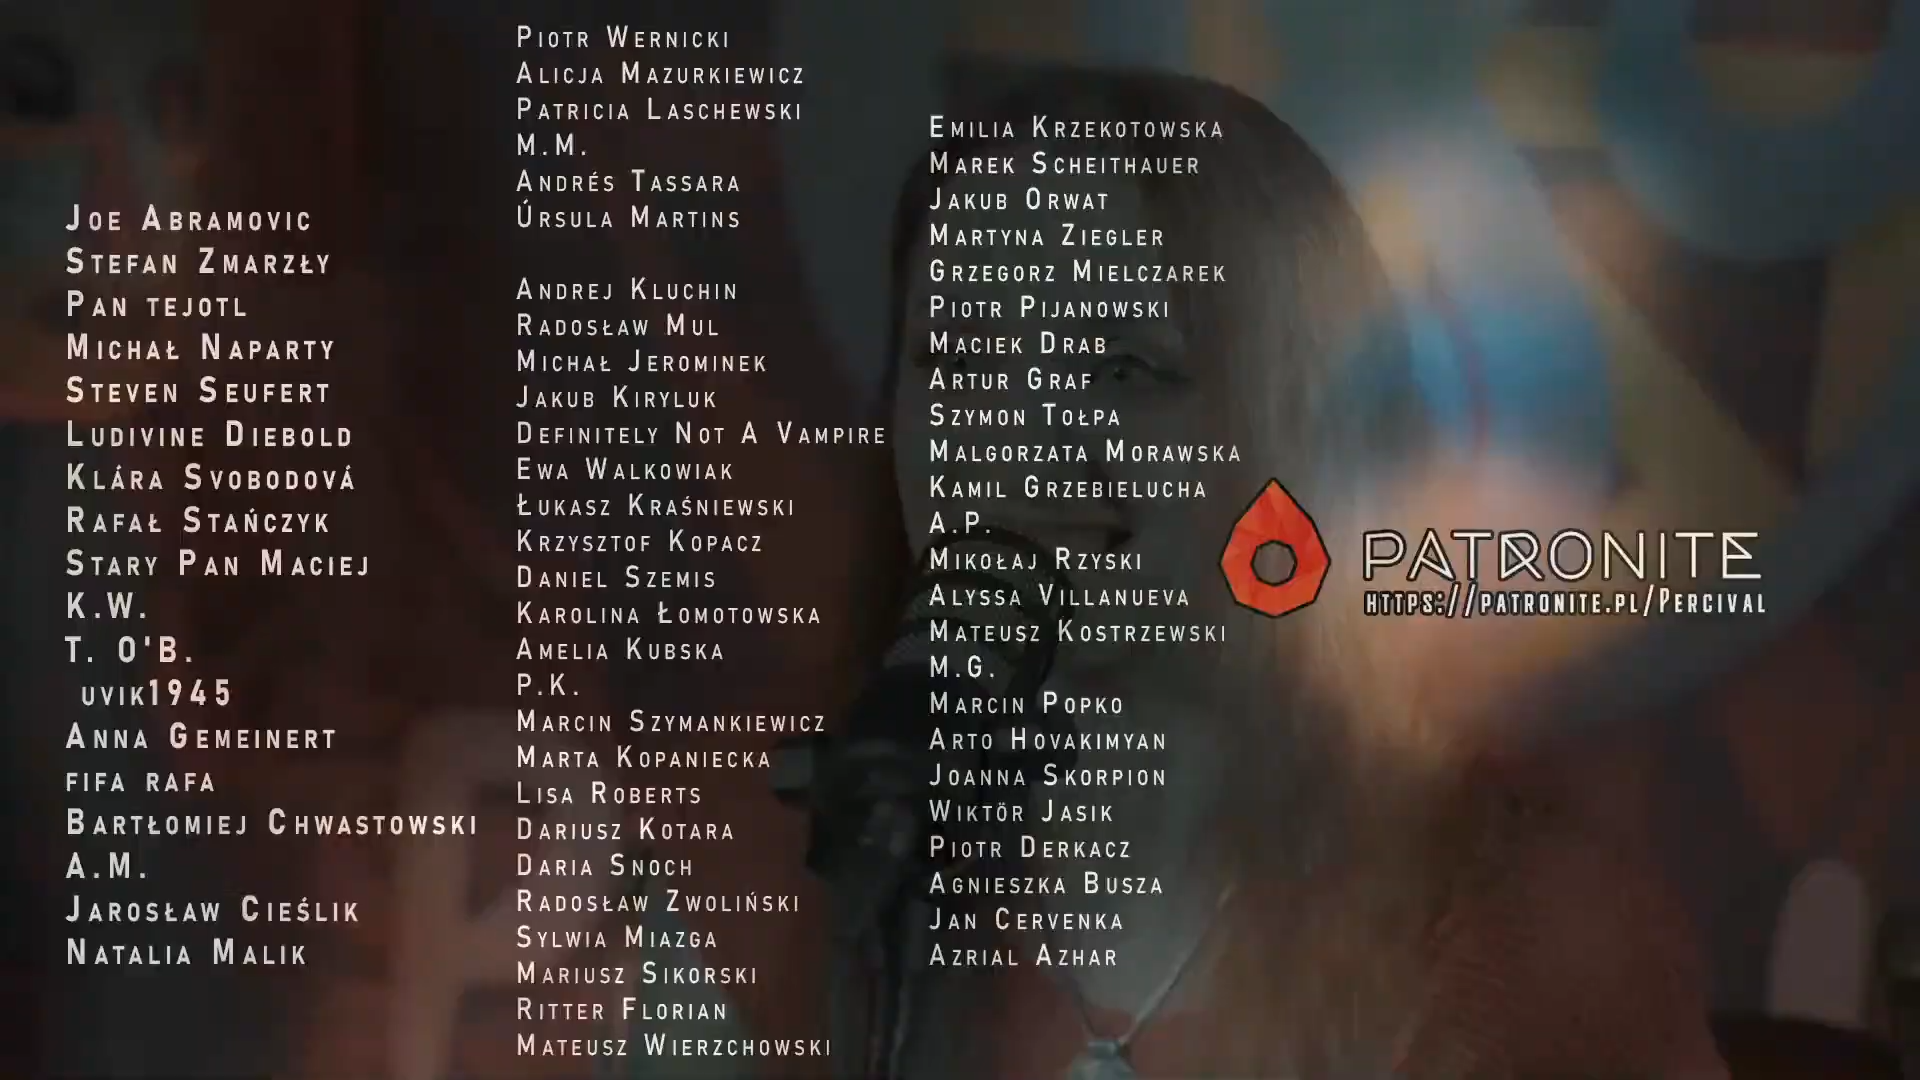 Joe Abramovic
Stefan Zmarzły
Pan tejotl
Michał Naparty
Steven Seufert
Ludivine Diebold
Klára Svobodová
Rafał Stańczyk
Stary Pan Maciej
K.W.
T. O'B.
uvik1945
Anna Gemeinert
fifa rafa
Bartłomiej Chwastowski
A.M.
Jarosław Cieślik
Natalia Malik
Piotr Wernicki
Alicja Mazurkiewicz
Patricia Laschewski
M.M.
Andrés Tassara
Úrsula Martins
Andrej Kluchin
Radosław Mul
Michał Jerominek
Jakub Kiryluk
Definitely Not A Vampire
Ewa Walkowiak
Łukasz Kraśniewski
Krzysztof Kopacz
Daniel Szemis
Karolina Łomotowska
Amelia Kubska
P.K.
Marcin Szymankiewicz
Marta Kopaniecka
Lisa Roberts
Dariusz Kotara
Daria Snoch
Radosław Zwoliński
Sylwia Miazga
Mariusz Sikorski
Ritter Florian
Mateusz Wierzchowski
Emilia Krzekotowska
Marek Scheithauer
Jakub Orwat
Martyna Ziegler
Grzegorz Mielczarek
Piotr Pijanowski
Maciek Drab
Artur Graf
Szymon Tołpa
Malgorzata Morawska
Kamil Grzebielucha
A.P.
Mikołaj Rzyski
Alyssa Villanueva
Mateusz Kostrzewski
M.G.
Marcin Popko
Arto Hovakimyan
Joanna Skorpion
Wiktör Jasik
Piotr Derkacz
Agnieszka Busza
Jan Cervenka
Azrial Azhar
PATRONITE
https://patronite.pl/Percival